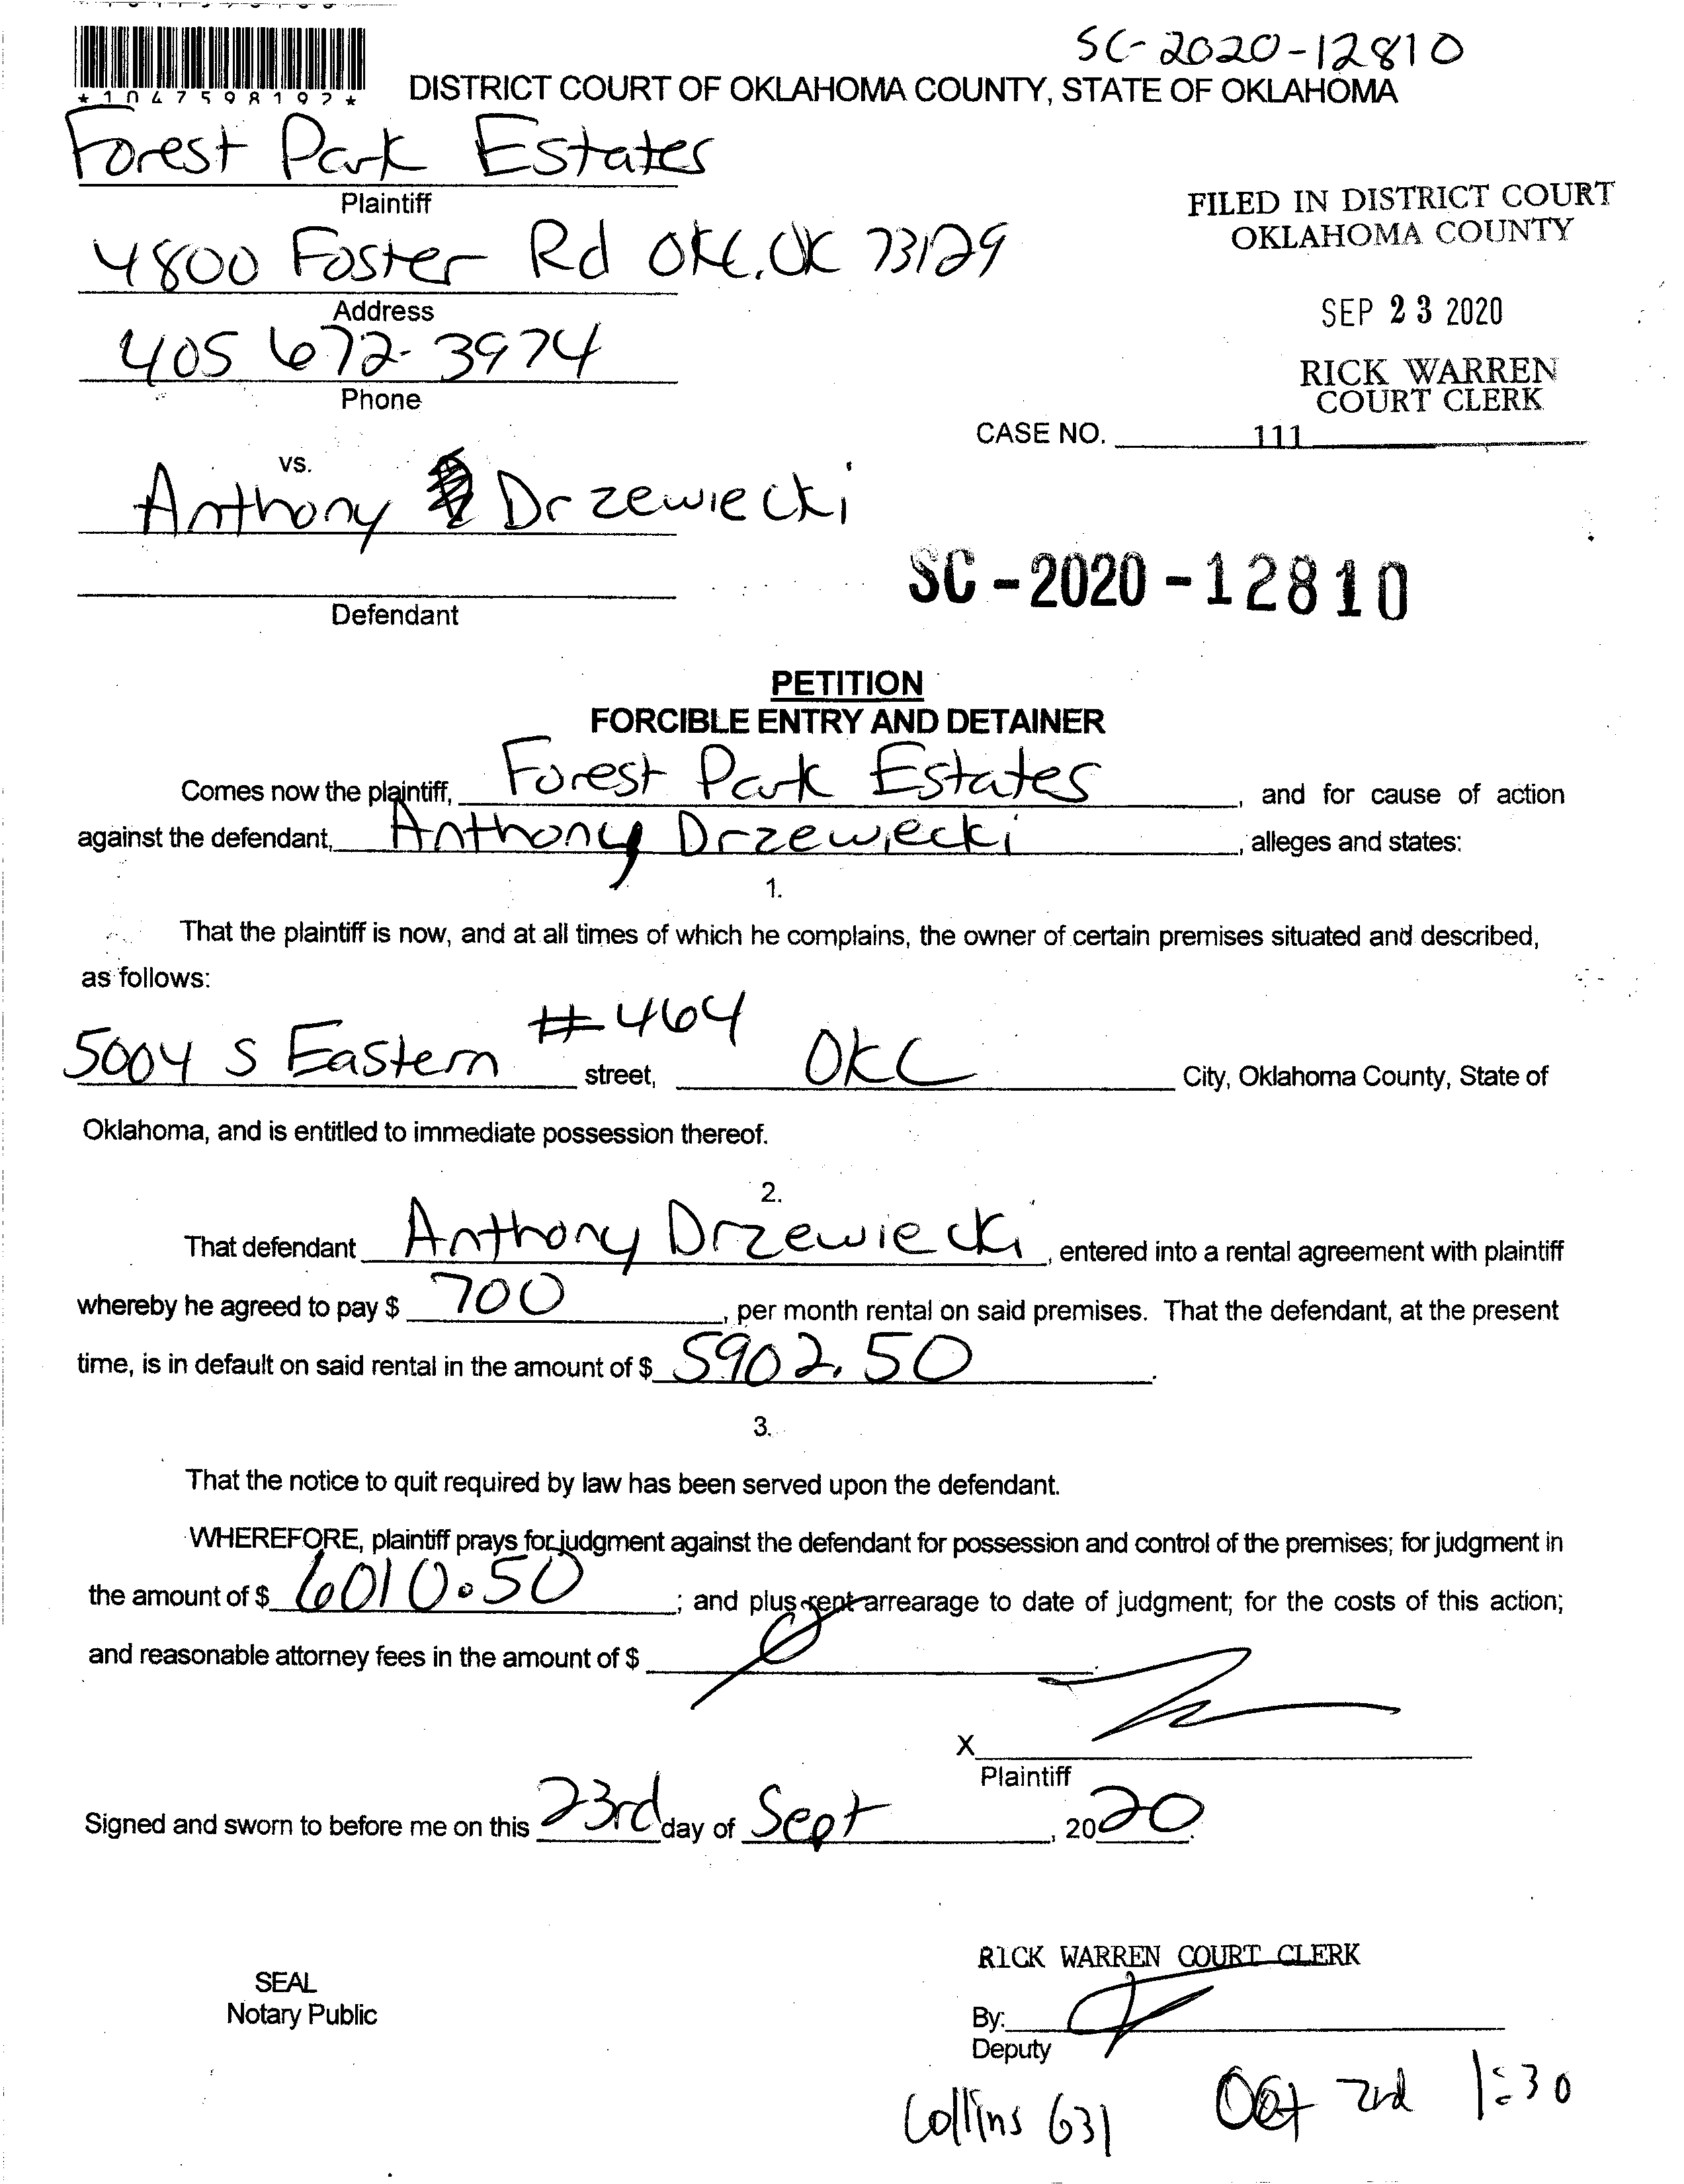 SC-2020-12810
*1047598192*
DISTRICT COURT OF OKLAHOMA COUNTY, STATE OF OKLAHOMA
Forest Park Estates
Plaintiff
FILED IN DISTRICT COURT
OKLAHOMA COUNTY
4800 Foster Rd OKC, OK 73129
Address
SEP 23 2020
405 672-3974
Phone
RICK WARREN
COURT CLERK
CASE NO. 111
vs.
Anthony Drzewiecki
SC-2020-12810
Defendant
PETITION
FORCIBLE ENTRY AND DETAINER
Comes now the plaintiff, Forest Park Estates, and for cause of action
against the defendant, Anthony Drzewiecki, alleges and states:
1.
That the plaintiff is now, and at all times of which he complains, the owner of certain premises situated and described,
as follows:
5004 S Eastern #464 street, OKC City, Oklahoma County, State of
Oklahoma, and is entitled to immediate possession thereof.
2.
That defendant Anthony Drzewiecki, entered into a rental agreement with plaintiff
whereby he agreed to pay $ 700, per month rental on said premises. That the defendant, at the present
time, is in default on said rental in the amount of $ 5902.50.
3.
That the notice to quit required by law has been served upon the defendant.
WHEREFORE, plaintiff prays for judgment against the defendant for possession and control of the premises; for judgment in
the amount of $ 6010.50; and plus rent arrearage to date of judgment; for the costs of this action;
and reasonable attorney fees in the amount of $ 0
X
Plaintiff
Signed and sworn to before me on this 23rd day of Sept, 2020.
RICK WARREN COURT CLERK
SEAL
Notary Public
By:
Deputy
Collins 631 Oct 2nd 1:30